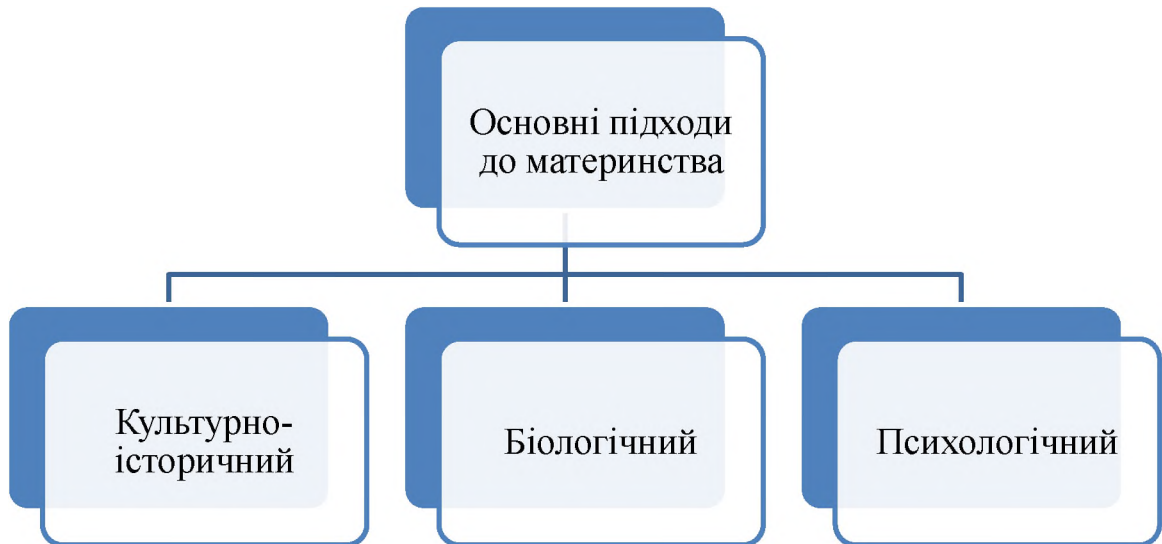 Основні підходи
до материнства
Культурно-
історичний
Біологічний
Психологічний